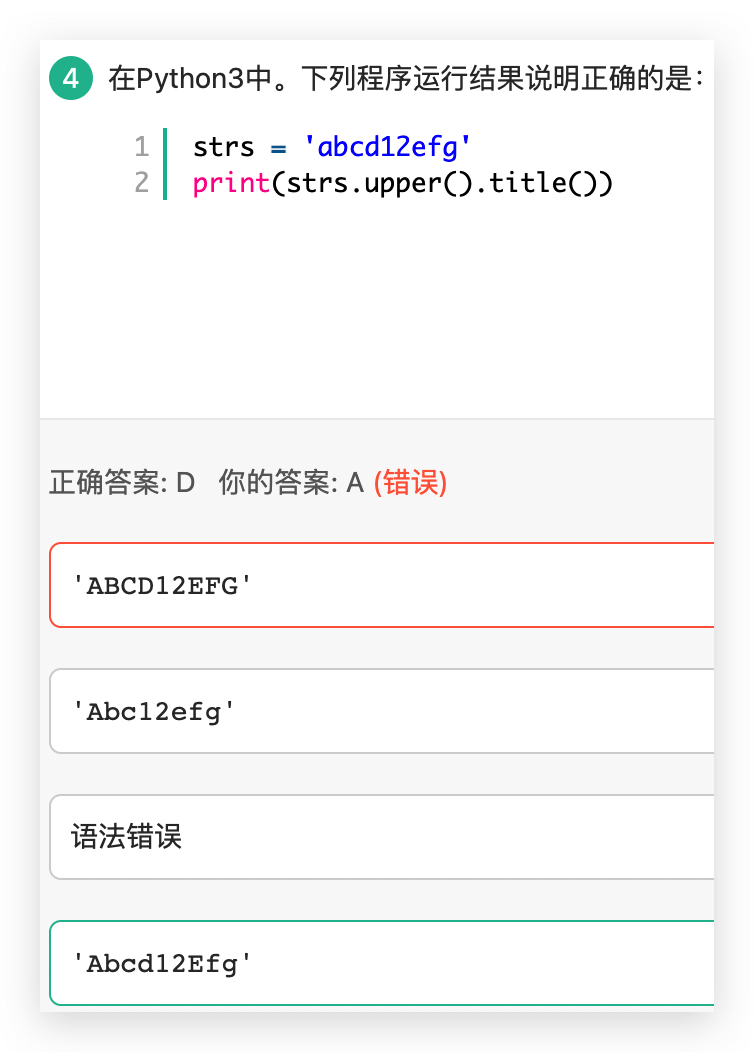 4 在Python3中。下列程序运行结果说明正确的是：
1 strs = 'abcd12efg'
2 print(strs.upper().title())
正确答案: D 你的答案: A (错误)
'ABCD12EFG'
'Abc12efg'
语法错误
'Abcd12Efg'